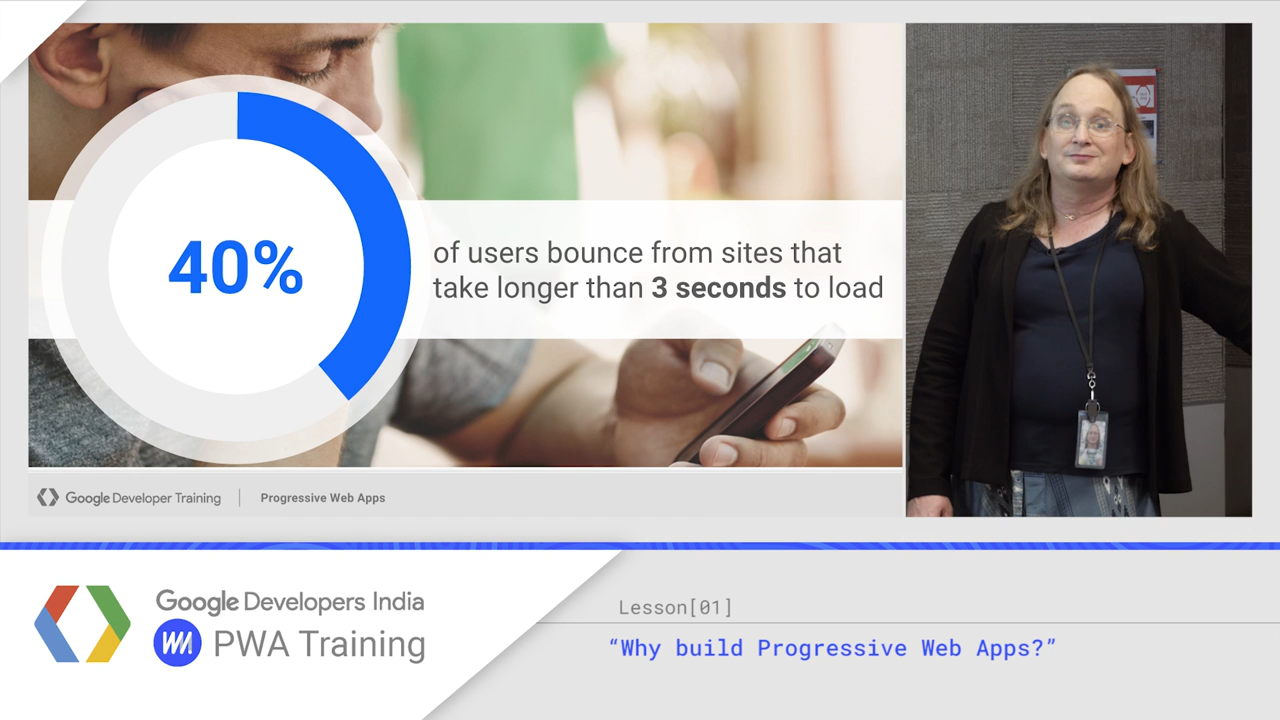 40%
of users bounce from sites that
take longer than 3 seconds to load
Google Developer Training
Progressive Web Apps
Google Developers India
PWA Training
Lesson[01]
“Why build Progressive Web Apps?”